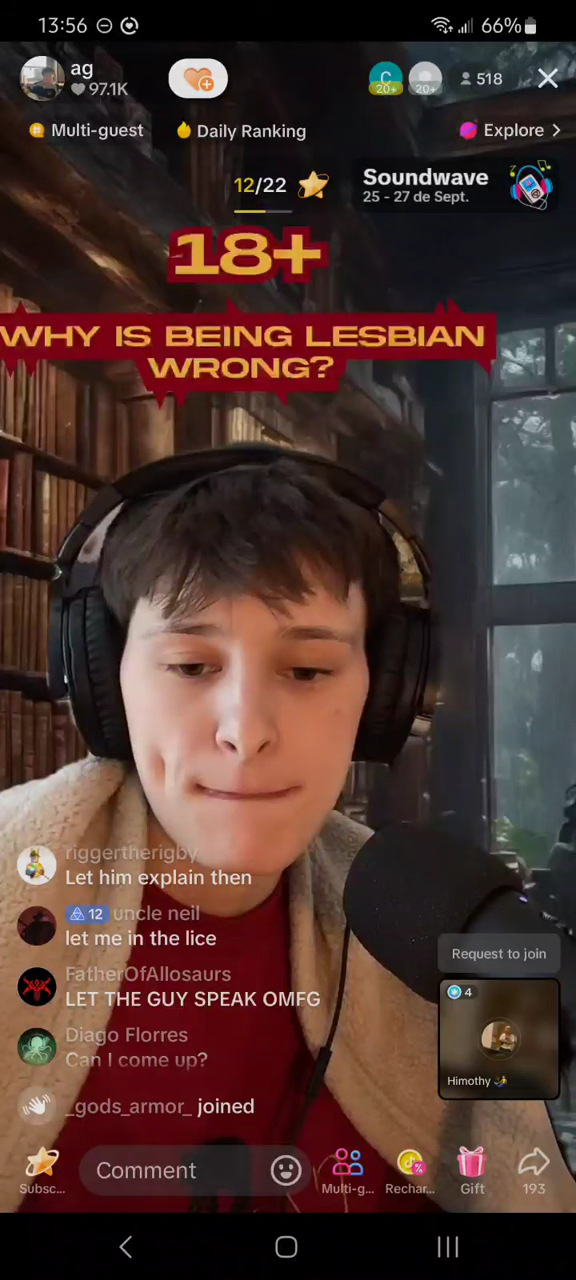 13:56
66%
ag
97.1K
C
20+
20+
518
Multi-guest
Daily Ranking
Explore
12/22
Soundwave
25 - 27 de Sept.
18+
WHY IS BEING LESBIAN
WRONG?
riggertherigby
Let him explain then
12 uncle neil
let me in the lice
FatherOfAllosaurs
LET THE GUY SPEAK OMFG
Diago Florres
Can I come up?
_gods_armor_ joined
Request to join
4
Himothy
Comment
Subsc...
Multi-g...
Rechar...
Gift
193